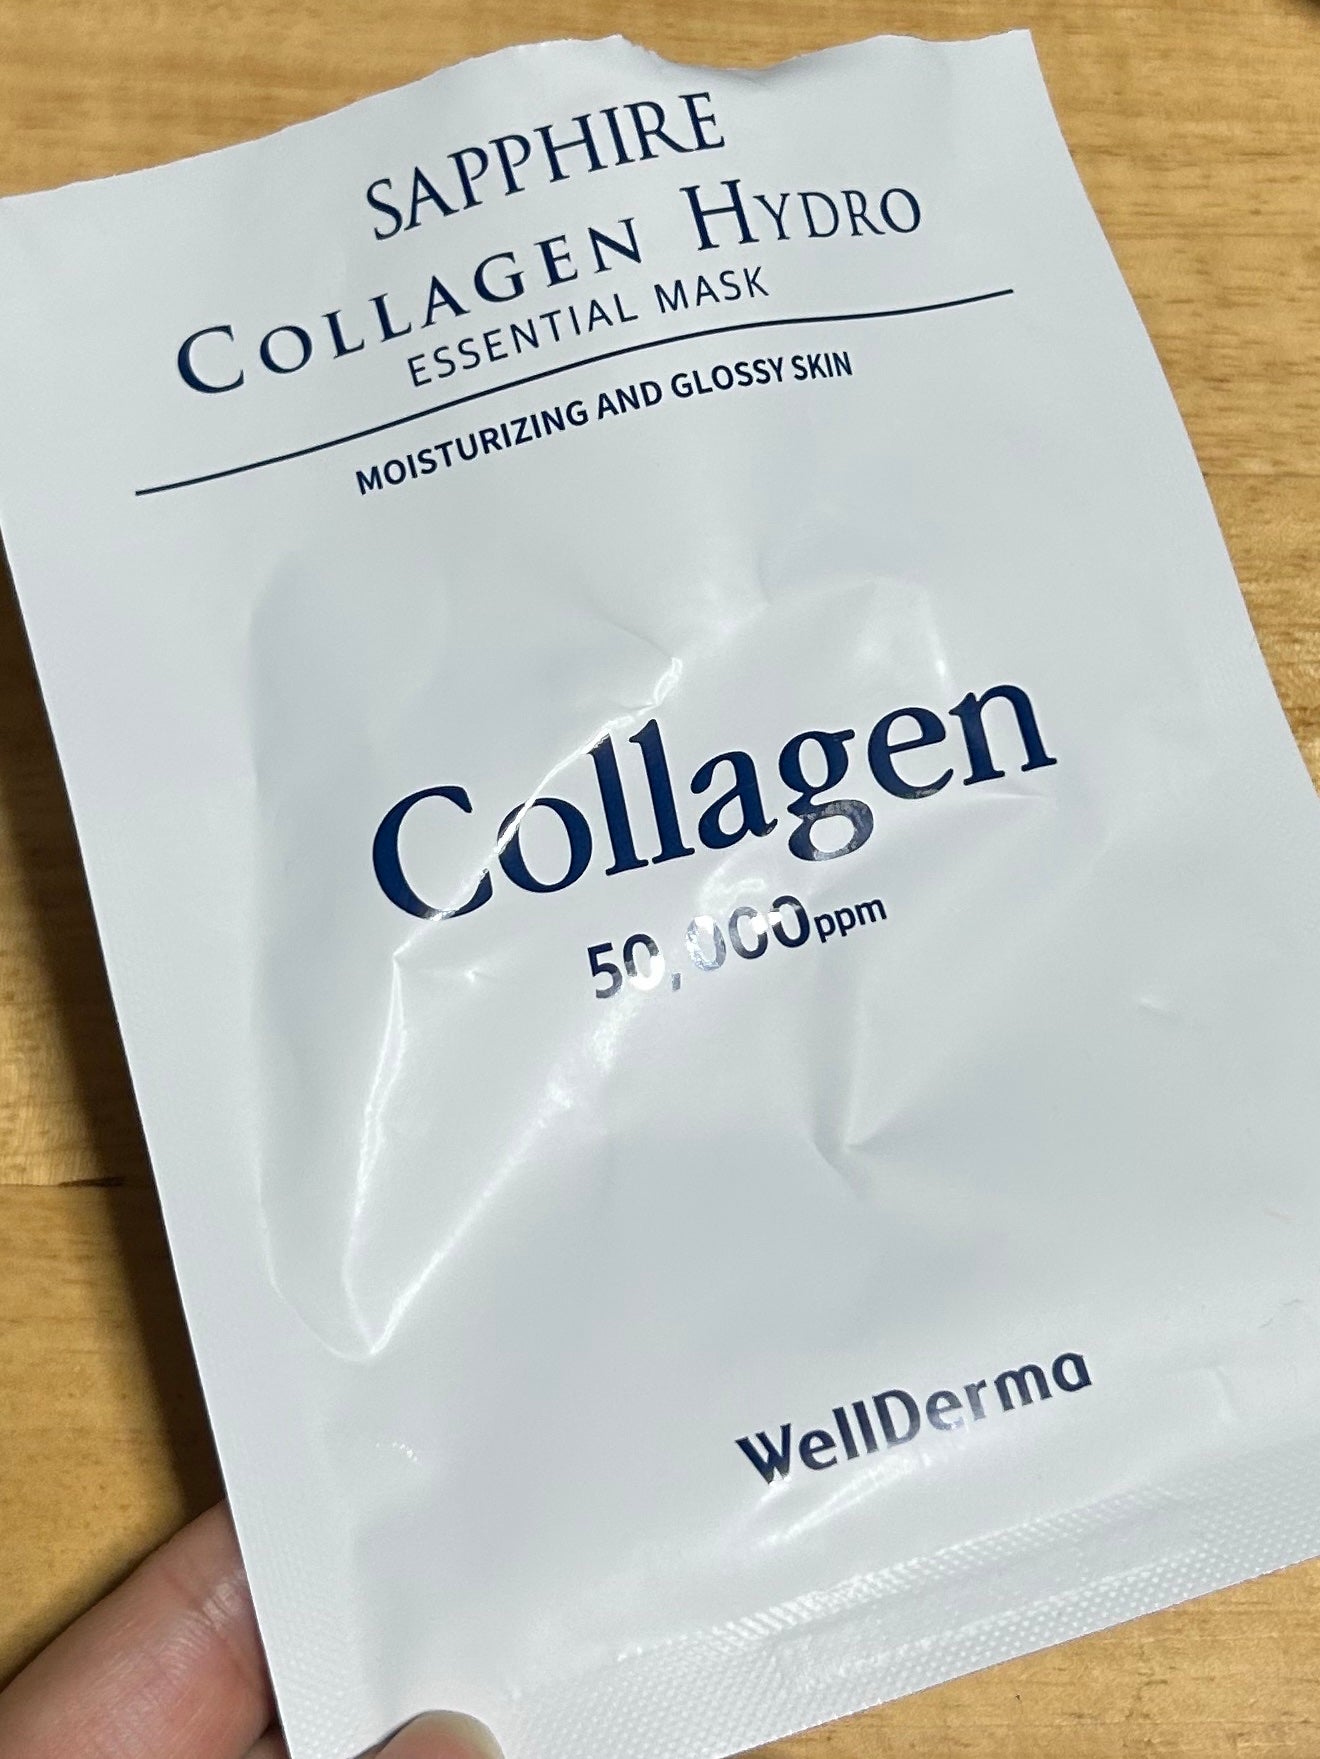 SAPPHIRE
COLLAGEN HYDRO
ESSENTIAL MASK
MOISTURIZING AND GLOSSY SKIN
Collagen
50,000ppm
WellDerma